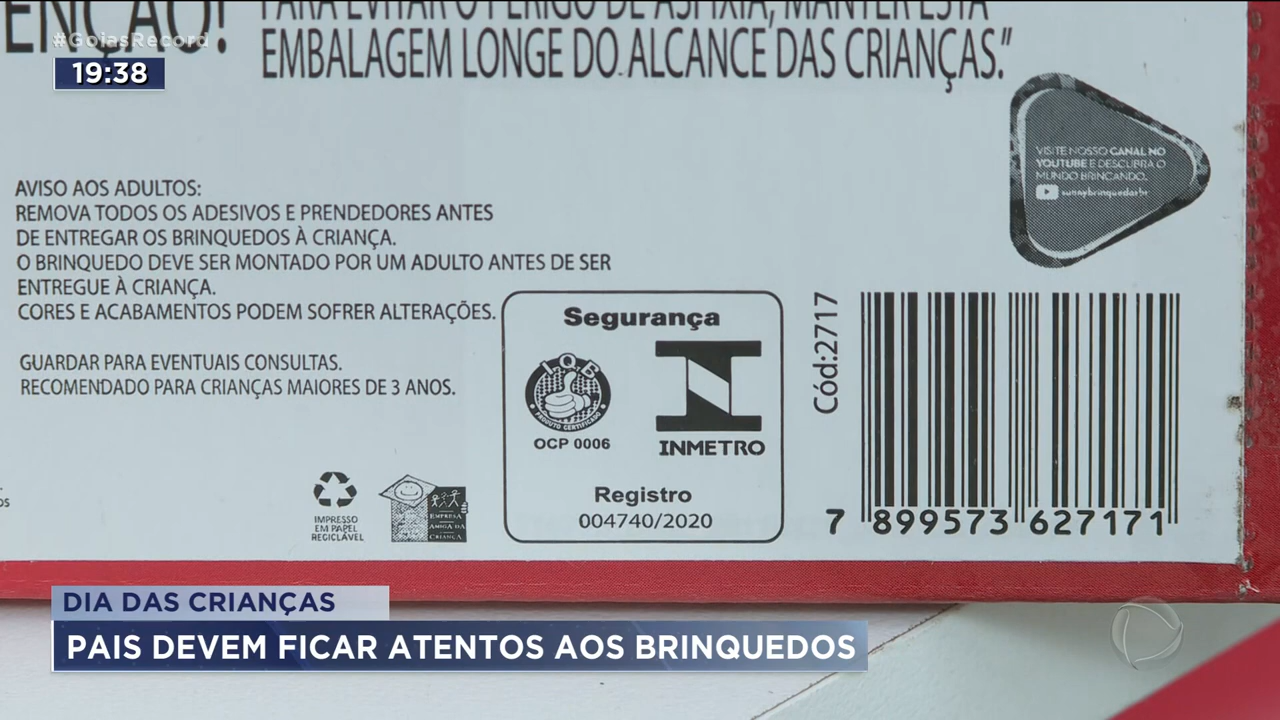 ENÇÃO!
PARA EVITAR O PERIGO DE ASFIXIA, MANTER ESTA
EMBALAGEM LONGE DO ALCANCE DAS CRIANÇAS."
#GoiasRecord
19:38
VISITE NOSSO CANAL NO
YOUTUBE E DESCUBRA O
MUNDO BRINCANDO.
sunnybrinquedosbr
AVISO AOS ADULTOS:
REMOVA TODOS OS ADESIVOS E PRENDEDORES ANTES
DE ENTREGAR OS BRINQUEDOS À CRIANÇA.
O BRINQUEDO DEVE SER MONTADO POR UM ADULTO ANTES DE SER
ENTREGUE À CRIANÇA.
CORES E ACABAMENTOS PODEM SOFRER ALTERAÇÕES.
GUARDAR PARA EVENTUAIS CONSULTAS.
RECOMENDADO PARA CRIANÇAS MAIORES DE 3 ANOS.
Segurança
IQB
PRODUTO CERTIFICADO
OCP 0006
INMETRO
Registro
004740/2020
Cód:2717
7 899573 627171
IMPRESSO
EM PAPEL
RECICLÁVEL
EMPRESA
AMIGA DA
CRIANÇA
DIA DAS CRIANÇAS
PAIS DEVEM FICAR ATENTOS AOS BRINQUEDOS